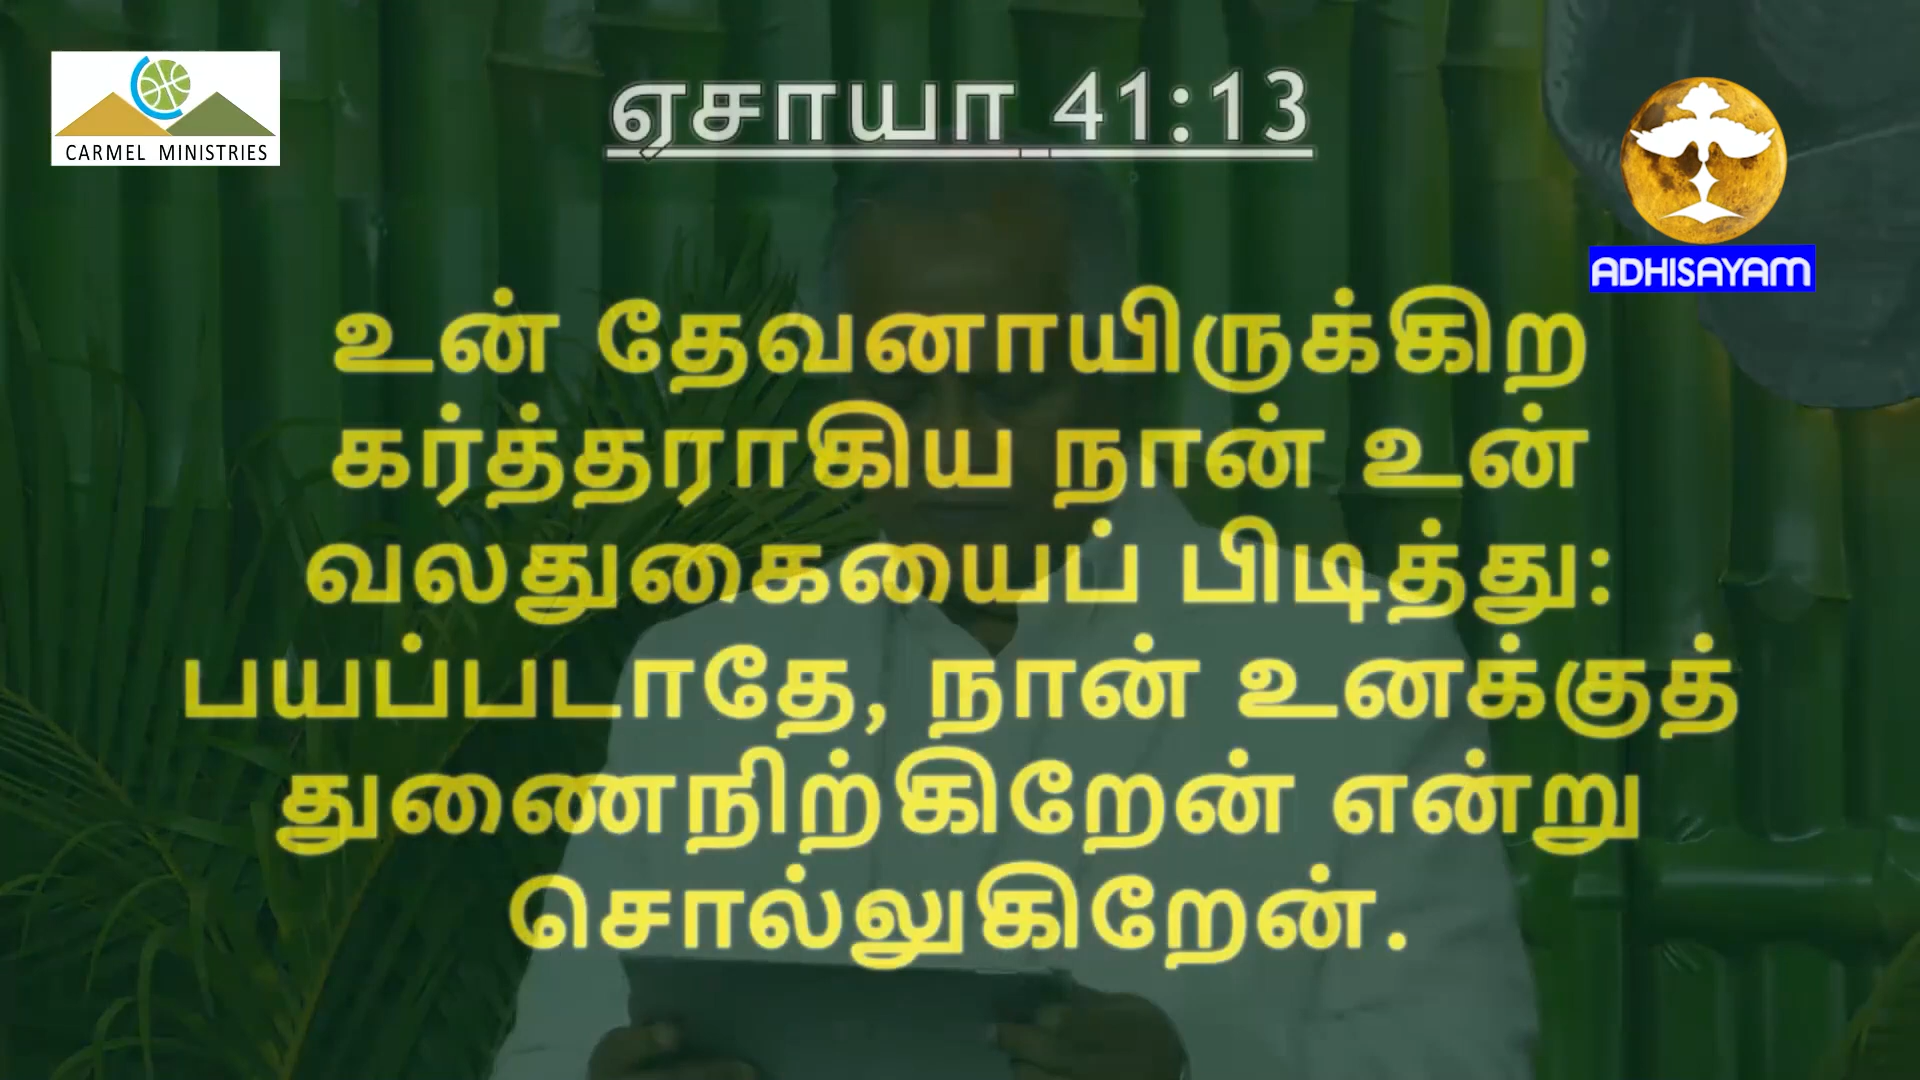 CARMEL MINISTRIES
ஏசாயா 41:13
ADHISAYAM
உன் தேவனாயிருக்கிற
கர்த்தராகிய நான் உன்
வலதுகையைப் பிடித்து:
பயப்படாதே, நான் உனக்குத்
துணைநிற்கிறேன் என்று
சொல்லுகிறேன்.